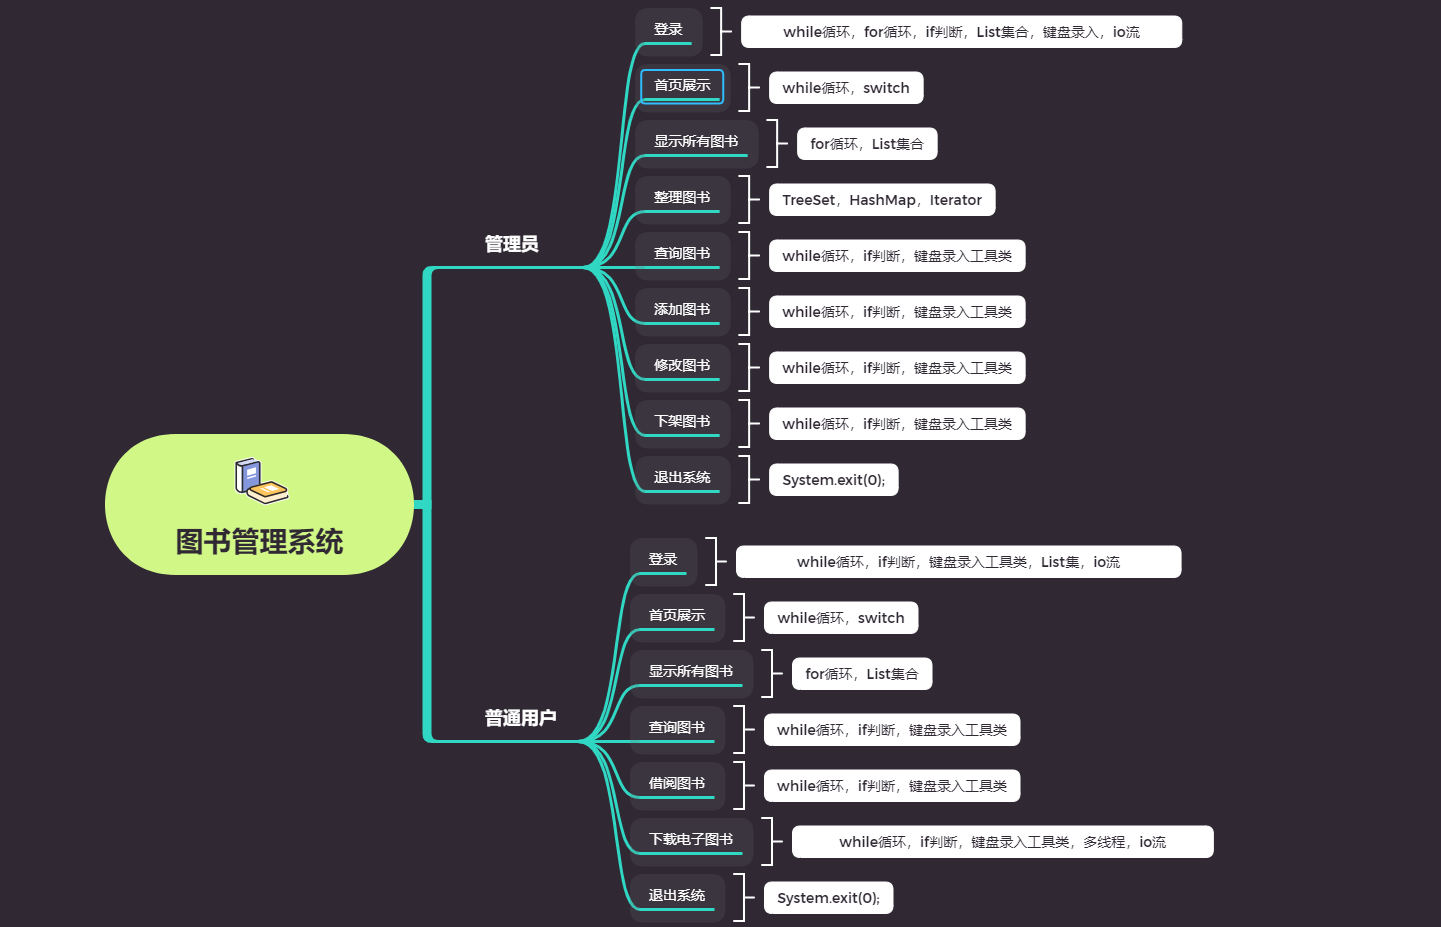 图书管理系统
管理员
登录
while循环，for循环，if判断，List集合，键盘录入，io流
首页展示
while循环，switch
显示所有图书
for循环，List集合
整理图书
TreeSet，HashMap，Iterator
查询图书
while循环，if判断，键盘录入工具类
添加图书
while循环，if判断，键盘录入工具类
修改图书
while循环，if判断，键盘录入工具类
下架图书
while循环，if判断，键盘录入工具类
退出系统
System.exit(0);
普通用户
登录
while循环，if判断，键盘录入工具类，List集，io流
首页展示
while循环，switch
显示所有图书
for循环，List集合
查询图书
while循环，if判断，键盘录入工具类
借阅图书
while循环，if判断，键盘录入工具类
下载电子图书
while循环，if判断，键盘录入工具类，多线程，io流
退出系统
System.exit(0);